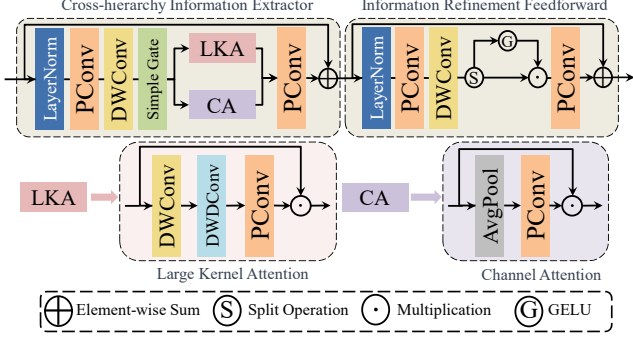 Cross-hierarchy Information Extractor
Information Refinement Feedforward
LayerNorm
PConv
DWConv
Simple Gate
LKA
CA
PConv
LayerNorm
PConv
DWConv
S
G
PConv
LKA
DWConv
DWDConv
PConv
CA
AvgPool
PConv
Large Kernel Attention
Channel Attention
Element-wise Sum
S Split Operation
Multiplication
G GELU